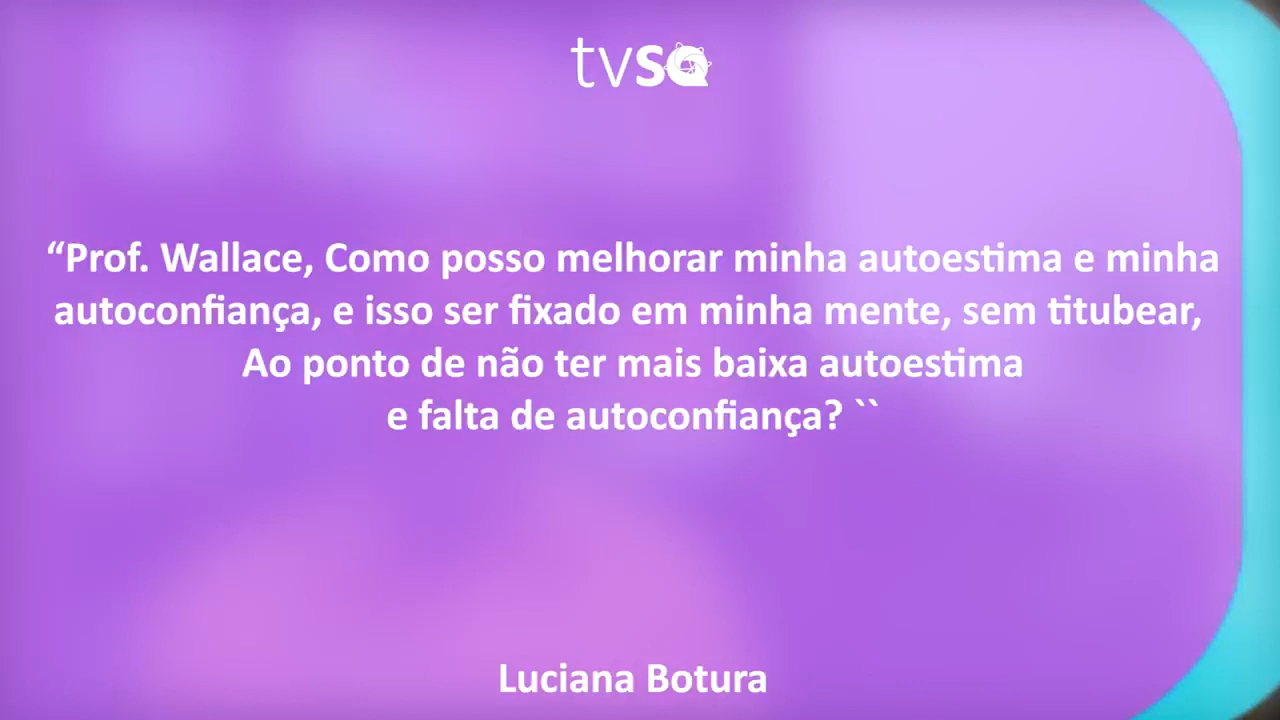 tvsQ
“Prof. Wallace, Como posso melhorar minha autoestima e minha
autoconfiança, e isso ser fixado em minha mente, sem titubear,
Ao ponto de não ter mais baixa autoestima
e falta de autoconfiança? ``
Luciana Botura